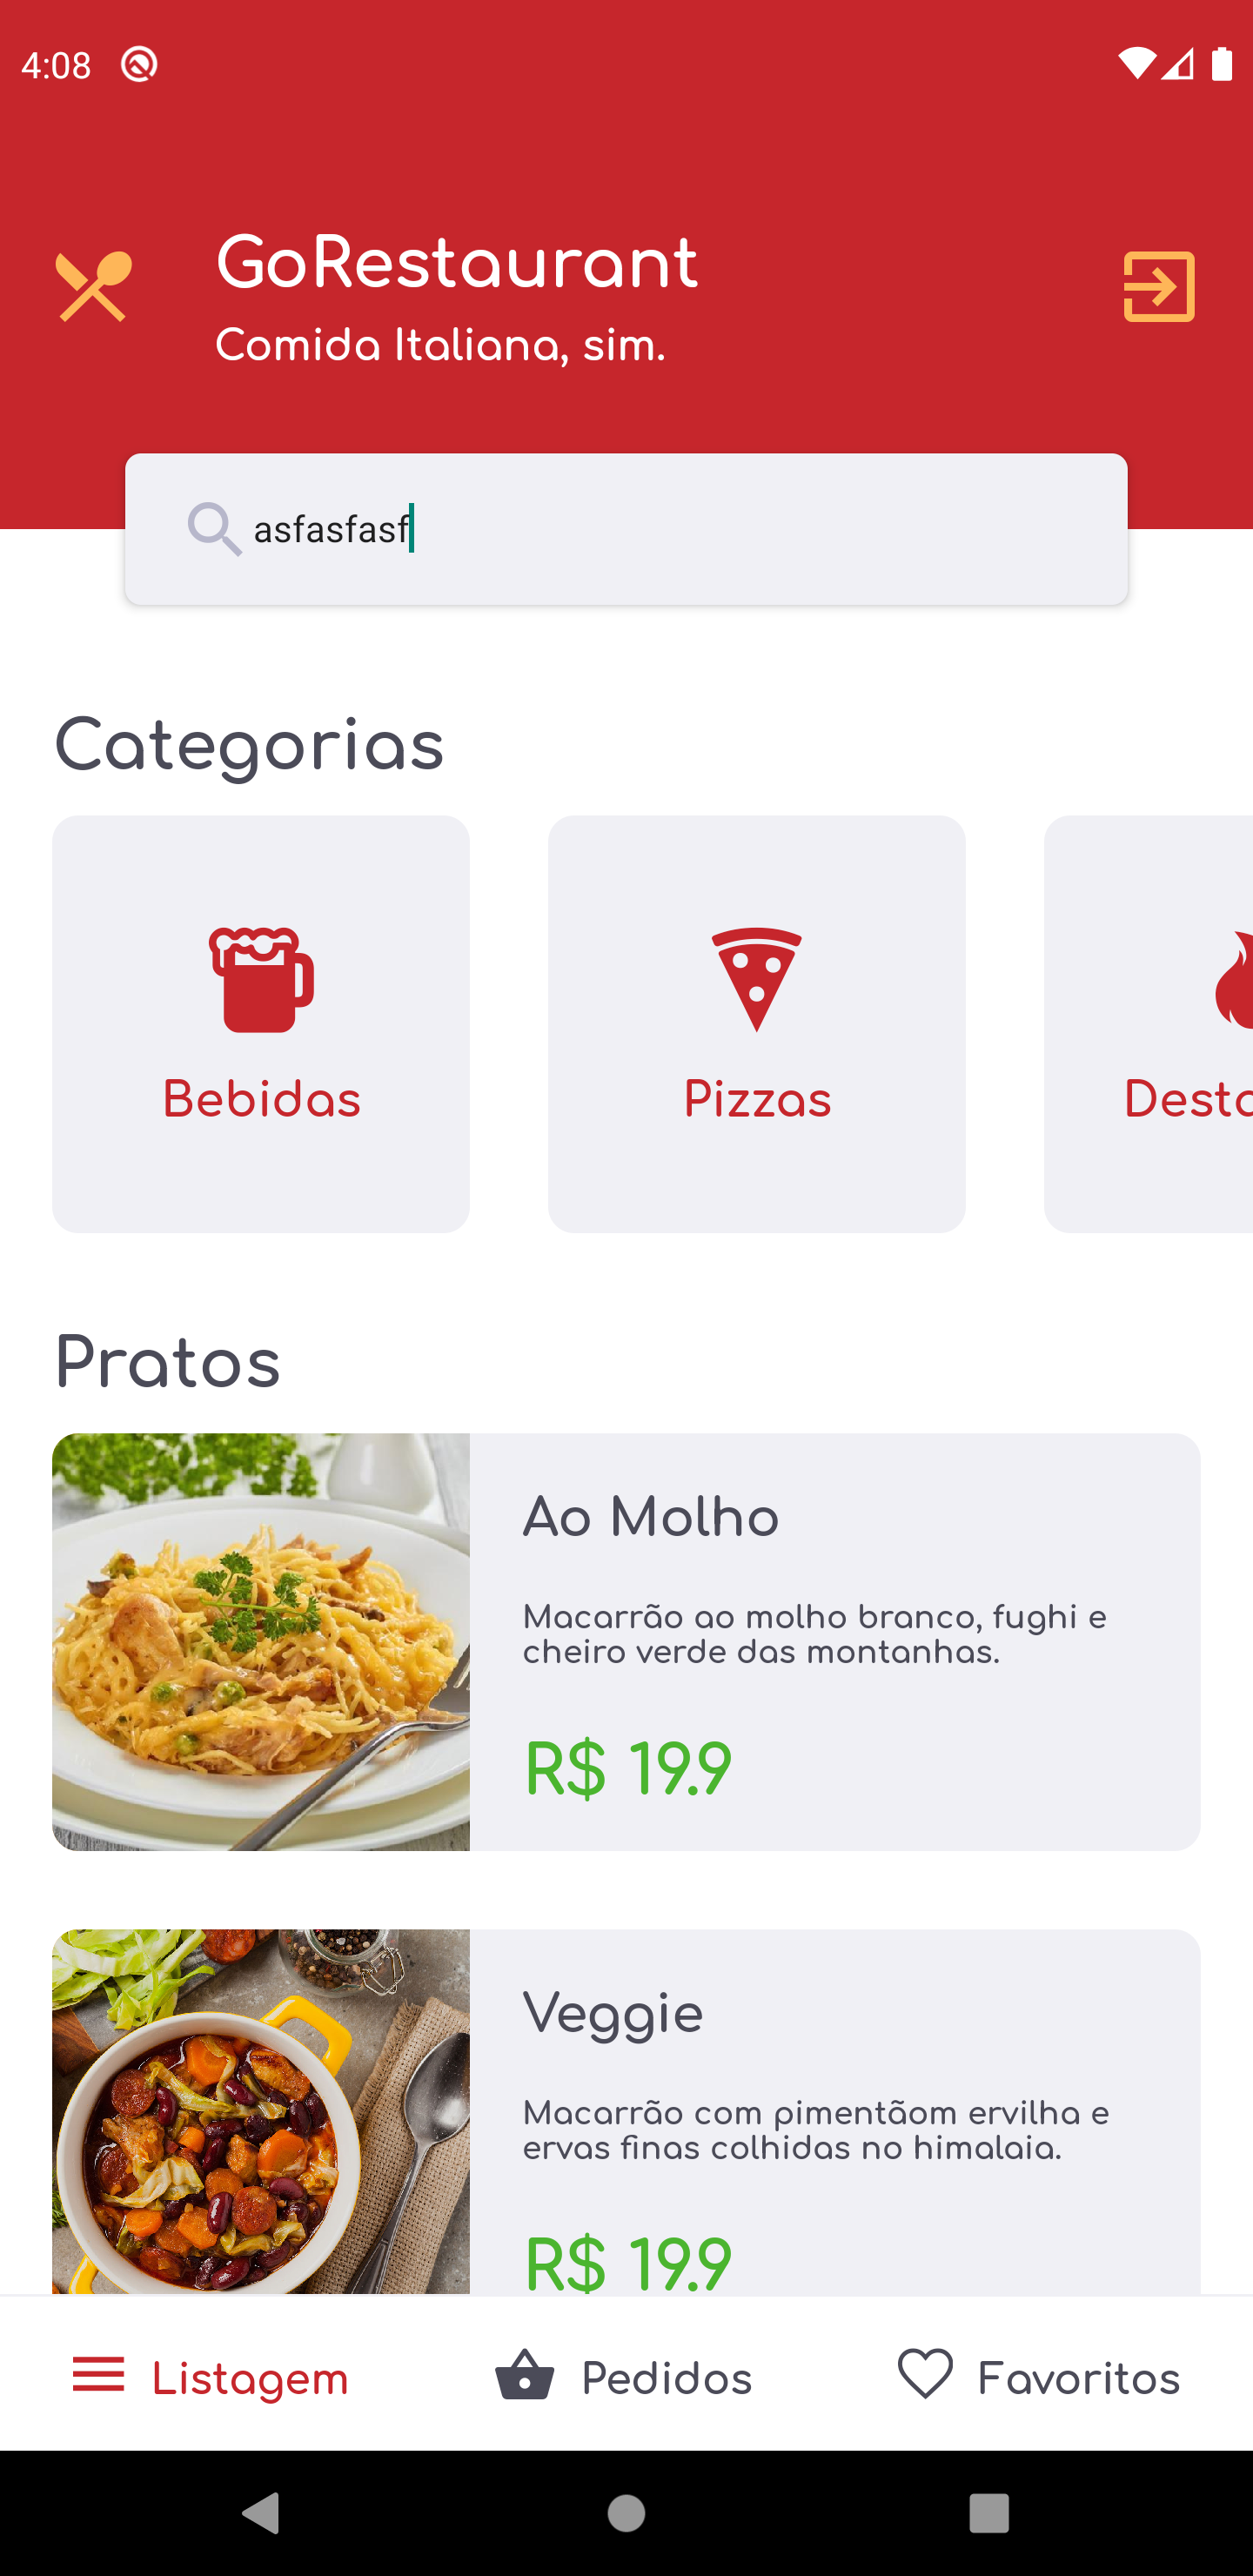 4:08
GoRestaurant
Comida Italiana, sim.
asfasfasf
Categorias
Bebidas
Pizzas
Pratos
Ao Molho
Macarrão ao molho branco, fughi e
cheiro verde das montanhas.
R$ 19.9
Veggie
Macarrão com pimentãom ervilha e
ervas finas colhidas no himalaia.
R$ 19.9
Listagem
Pedidos
Favoritos